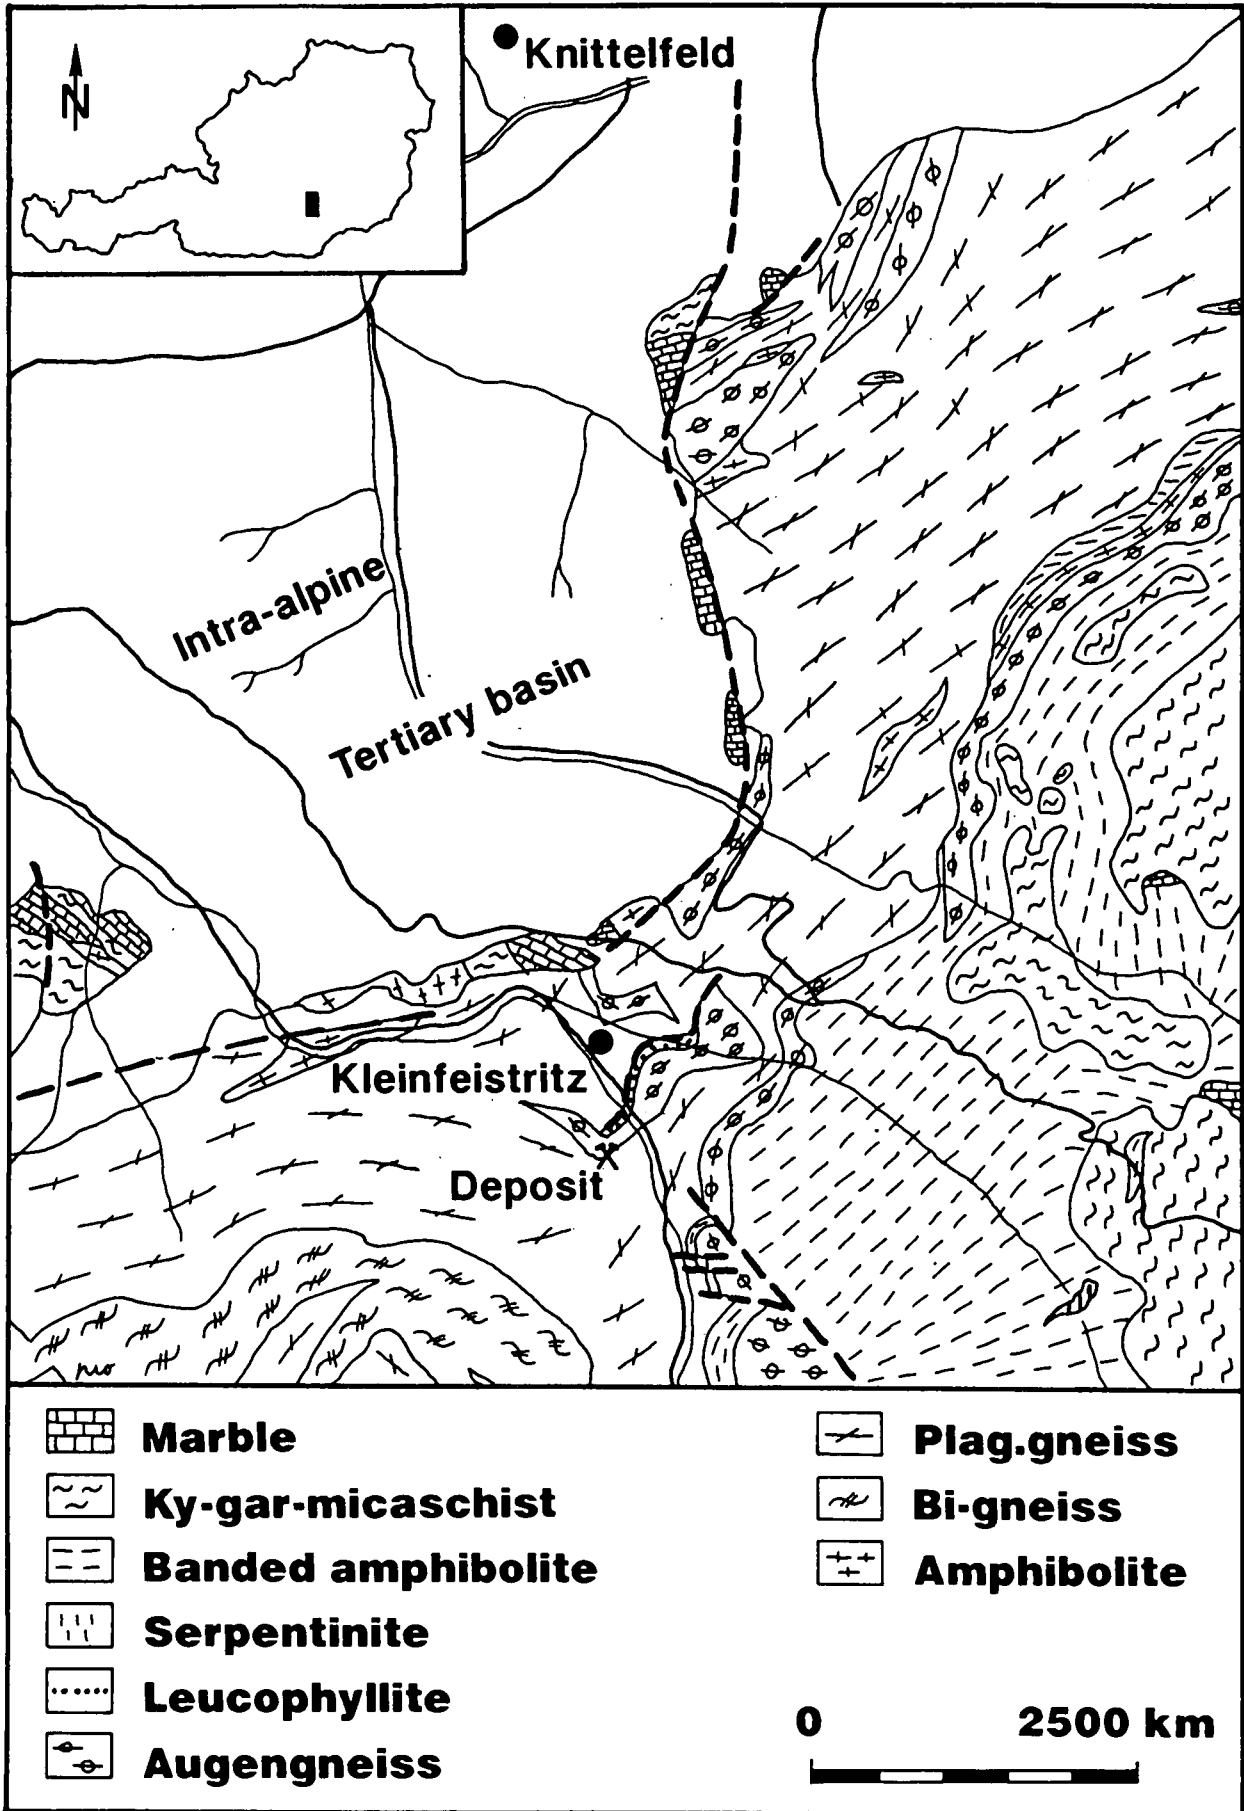 N
Knittelfeld
Intra-alpine
Tertiary basin
Kleinfeistritz
Deposit
Marble
Ky-gar-micaschist
Banded amphibolite
Serpentinite
Leucophyllite
Augengneiss
Plag.gneiss
Bi-gneiss
Amphibolite
0 2500 km